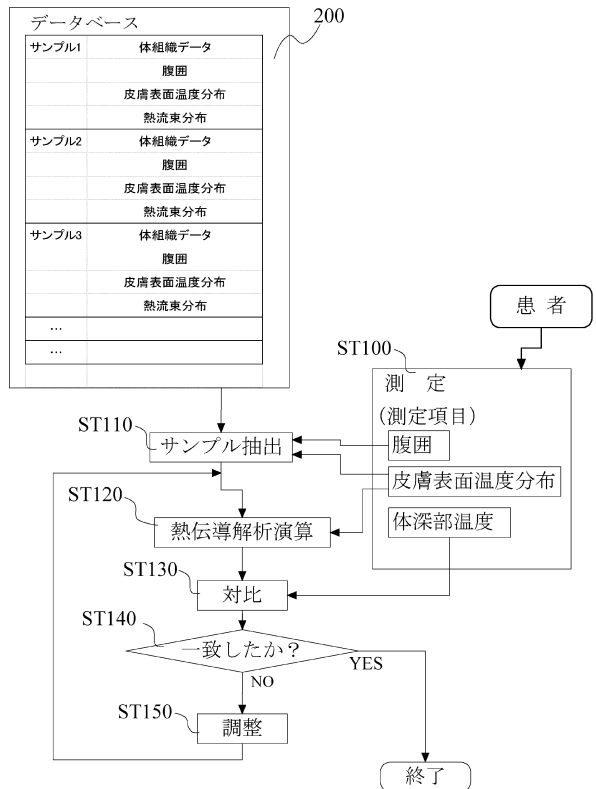 データベース
200
サンプル1 体組織データ
腹囲
皮膚表面温度分布
熱流束分布
サンプル2 体組織データ
腹囲
皮膚表面温度分布
熱流束分布
サンプル3 体組織データ
腹囲
皮膚表面温度分布
熱流束分布
…
…
患者
ST100
測定
(測定項目)
腹囲
皮膚表面温度分布
体深部温度
ST110
サンプル抽出
ST120
熱伝導解析演算
ST130
対比
ST140
一致したか？
YES
NO
ST150
調整
終了